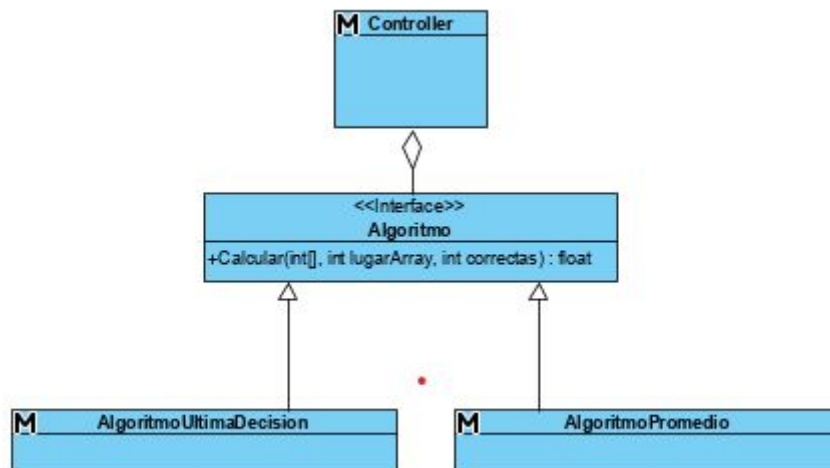 M Controller
<<Interface>>
Algoritmo
+Calcular(int[], int lugarArray, int correctas) : float
M AlgoritmoUltimaDecision
M AlgoritmoPromedio